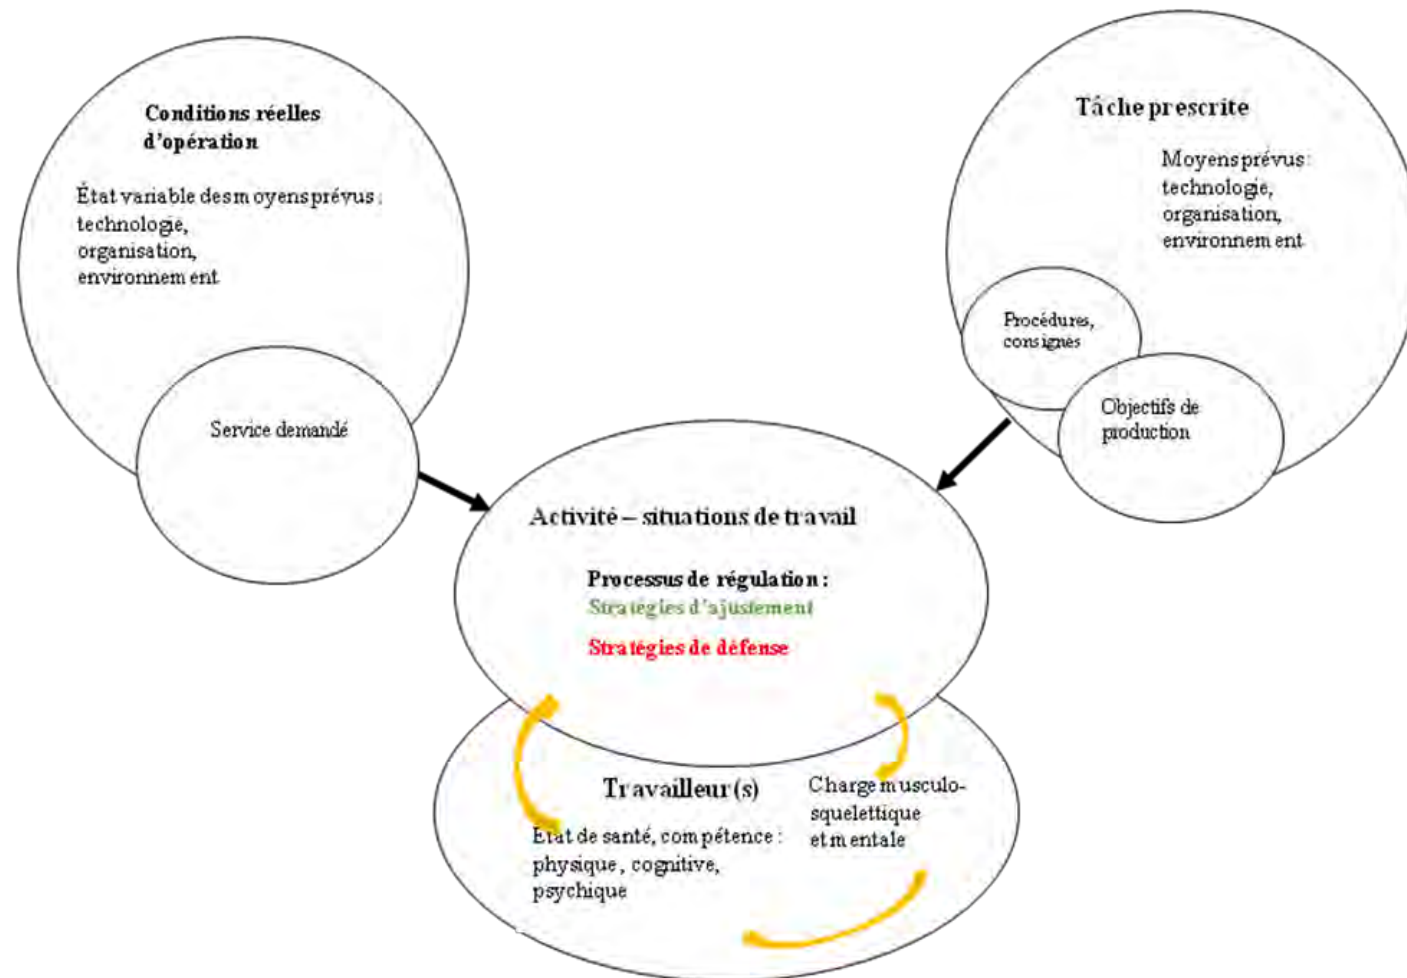 Conditions réelles
d'opération
État variable des moyens prévus :
technologie,
organisation,
environnement
Service demandé
Tâche prescrite
Moyens prévus:
technologie,
organisation,
environnement
Procédures,
consignes
Objectifs de
production
Activité – situations de travail
Processus de régulation :
Stratégies d'ajustement
Stratégies de défense
Travailleur(s)
État de santé, compétence :
physique, cognitive,
psychique
Charge musculo-
squelettique
et mentale